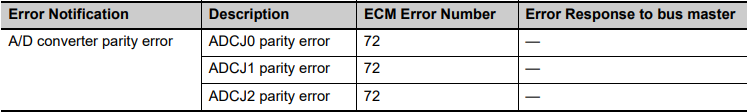 Error Notification Description ECM Error Number Error Response to bus master
A/D converter parity error ADCJ0 parity error 72 —
ADCJ1 parity error 72 —
ADCJ2 parity error 72 —